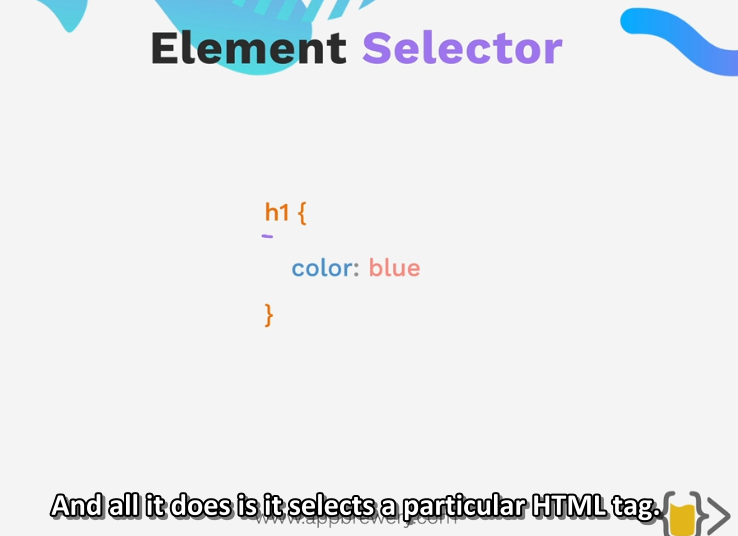 Element Selector
h1 {
color: blue
}
And all it does is it selects a particular HTML tag.
www.appbrewery.com